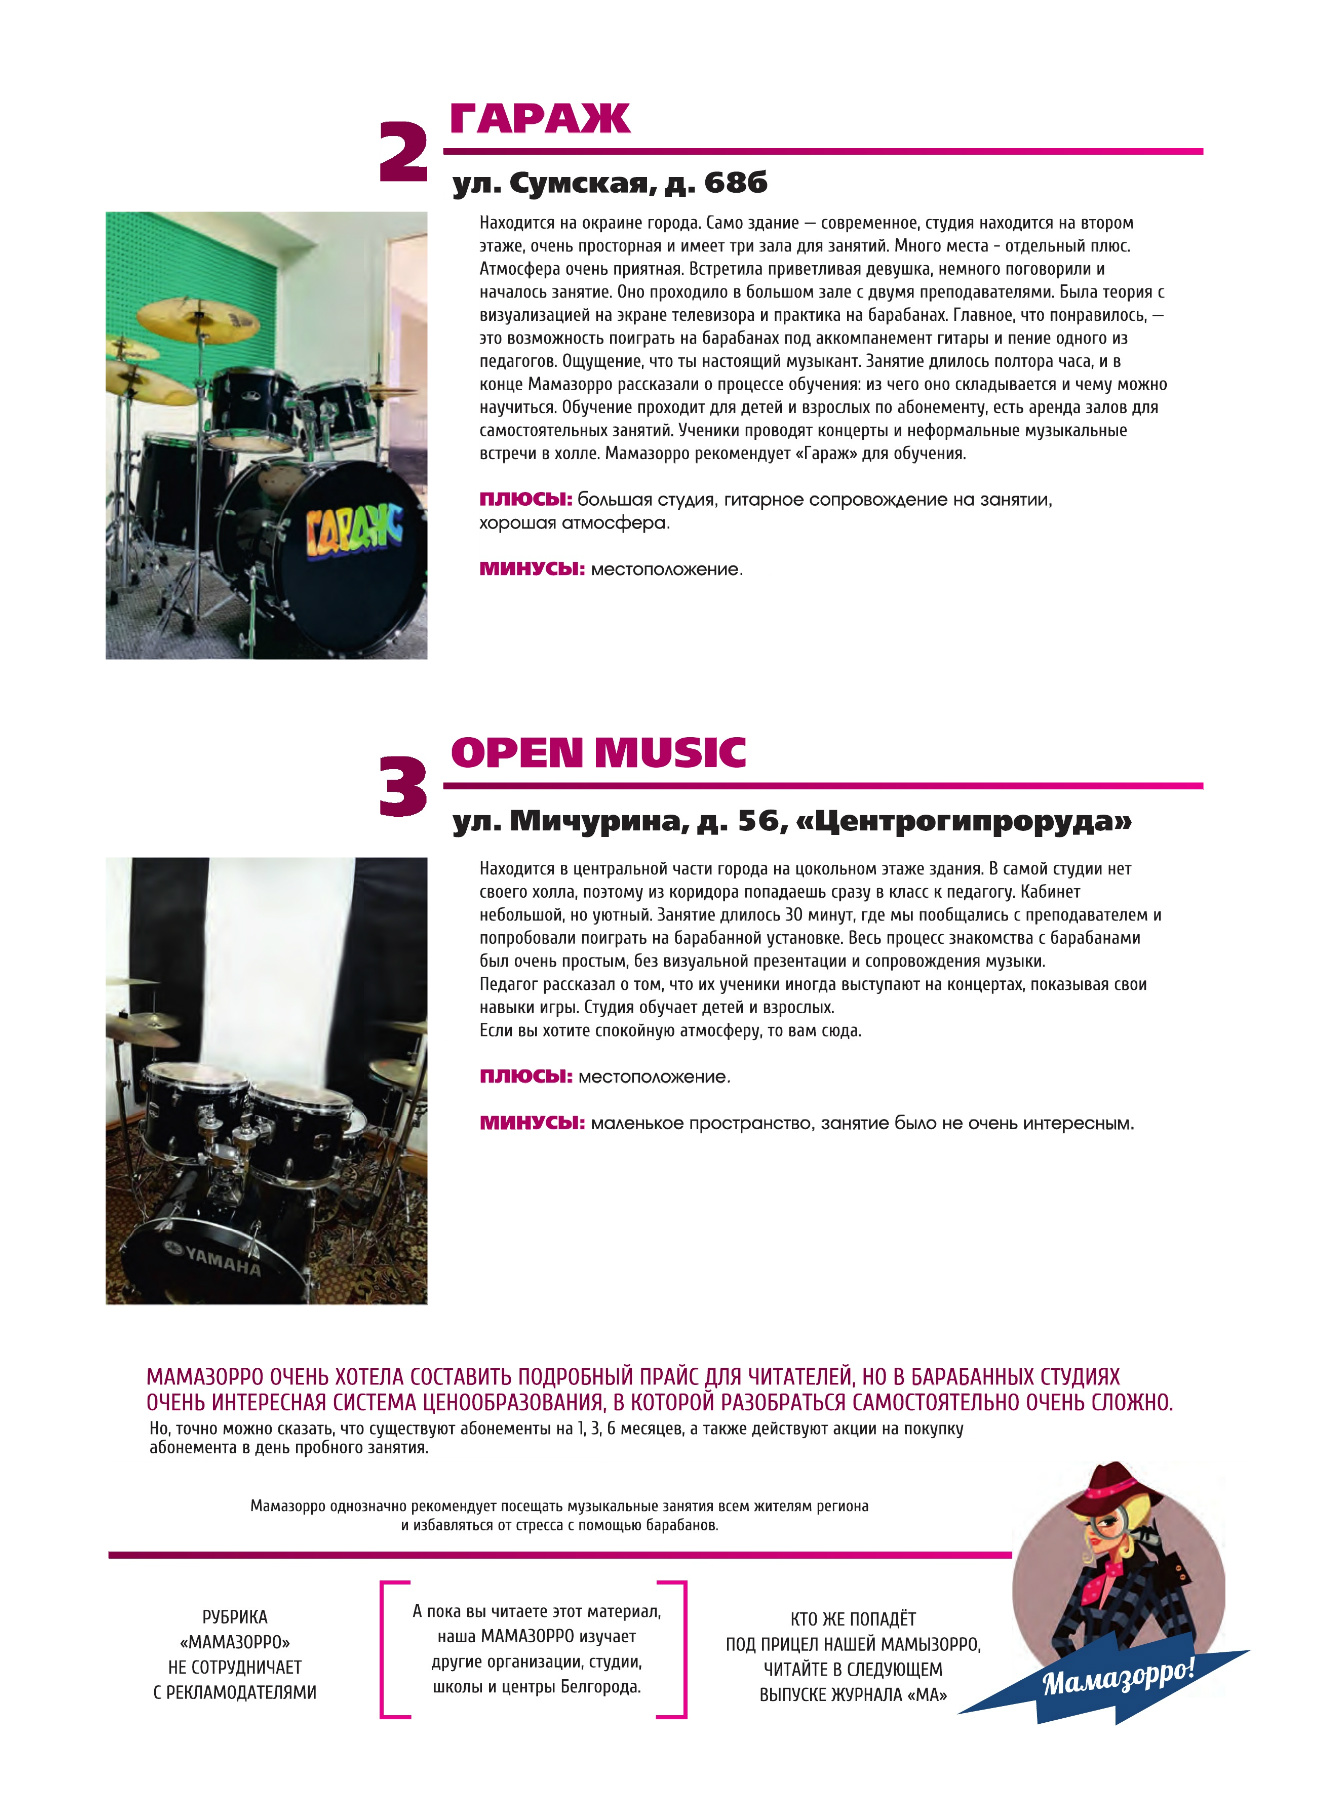 2
ГАРАЖ
ул. Сумская, д. 68б
Находится на окраине города. Само здание — современное, студия находится на втором
этаже, очень просторная и имеет три зала для занятий. Много места - отдельный плюс.
Атмосфера очень приятная. Встретила приветливая девушка, немного поговорили и
началось занятие. Оно проходило в большом зале с двумя преподавателями. Была теория с
визуализацией на экране телевизора и практика на барабанах. Главное, что понравилось, —
это возможность поиграть на барабанах под аккомпанемент гитары и пение одного из
педагогов. Ощущение, что ты настоящий музыкант. Занятие длилось полтора часа, и в
конце Мамазорро рассказали о процессе обучения: из чего оно складывается и чему можно
научиться. Обучение проходит для детей и взрослых по абонементу, есть аренда залов для
самостоятельных занятий. Ученики проводят концерты и неформальные музыкальные
встречи в холле. Мамазорро рекомендует «Гараж» для обучения.
ПЛЮСЫ: большая студия, гитарное сопровождение на занятии,
хорошая атмосфера.
МИНУСЫ: местоположение.
ГАРАЖ
3
OPEN MUSIC
ул. Мичурина, д. 56, «Центрогипроруда»
Находится в центральной части города на цокольном этаже здания. В самой студии нет
своего холла, поэтому из коридора попадаешь сразу в класс к педагогу. Кабинет
небольшой, но уютный. Занятие длилось 30 минут, где мы пообщались с преподавателем и
попробовали поиграть на барабанной установке. Весь процесс знакомства с барабанами
был очень простым, без визуальной презентации и сопровождения музыки.
Педагог рассказал о том, что их ученики иногда выступают на концертах, показывая свои
навыки игры. Студия обучает детей и взрослых.
Если вы хотите спокойную атмосферу, то вам сюда.
ПЛЮСЫ: местоположение.
МИНУСЫ: маленькое пространство, занятие было не очень интересным.
YAMAHA
МАМАЗОРРО ОЧЕНЬ ХОТЕЛА СОСТАВИТЬ ПОДРОБНЫЙ ПРАЙС ДЛЯ ЧИТАТЕЛЕЙ, НО В БАРАБАННЫХ СТУДИЯХ
ОЧЕНЬ ИНТЕРЕСНАЯ СИСТЕМА ЦЕНООБРАЗОВАНИЯ, В КОТОРОЙ РАЗОБРАТЬСЯ САМОСТОЯТЕЛЬНО ОЧЕНЬ СЛОЖНО.
Но, точно можно сказать, что существуют абонементы на 1, 3, 6 месяцев, а также действуют акции на покупку
абонемента в день пробного занятия.
Мамазорро однозначно рекомендует посещать музыкальные занятия всем жителям региона
и избавляться от стресса с помощью барабанов.
РУБРИКА
«МАМАЗОРРО»
НЕ СОТРУДНИЧАЕТ
С РЕКЛАМОДАТЕЛЯМИ
А пока вы читаете этот материал,
наша МАМАЗОРРО изучает
другие организации, студии,
школы и центры Белгорода.
КТО ЖЕ ПОПАДЁТ
ПОД ПРИЦЕЛ НАШЕЙ МАМЫЗОРРО,
ЧИТАЙТЕ В СЛЕДУЮЩЕМ
ВЫПУСКЕ ЖУРНАЛА «МА»
Мамазорро!